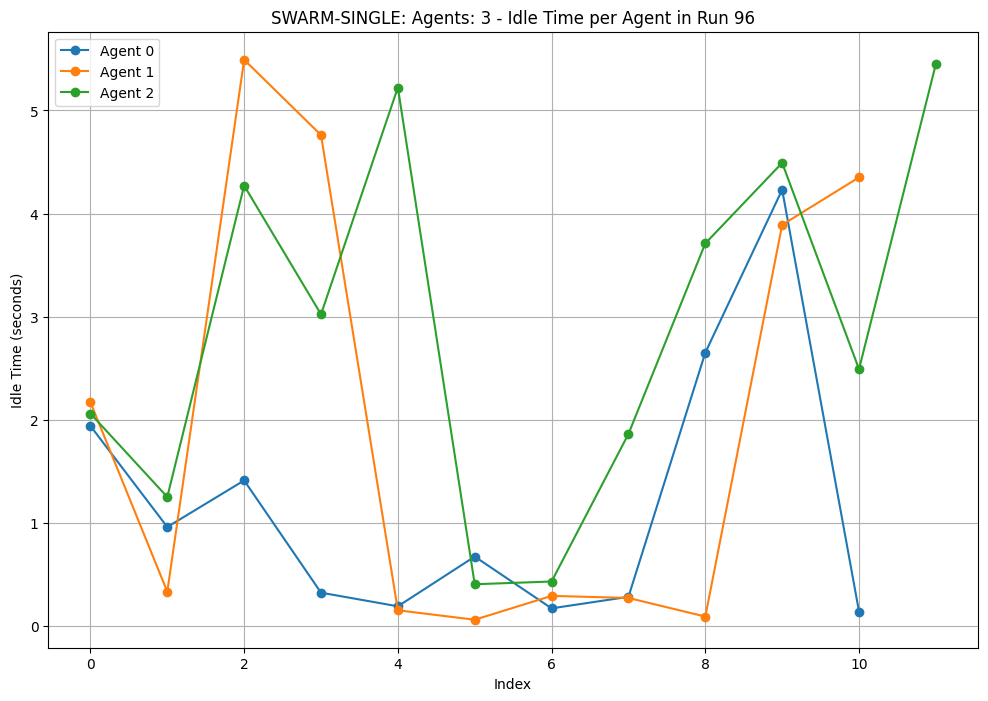 SWARM-SINGLE: Agents: 3 - Idle Time per Agent in Run 96
Agent 0
Agent 1
Agent 2
Idle Time (seconds)
5
4
3
2
1
0
0 2 4 6 8 10
Index